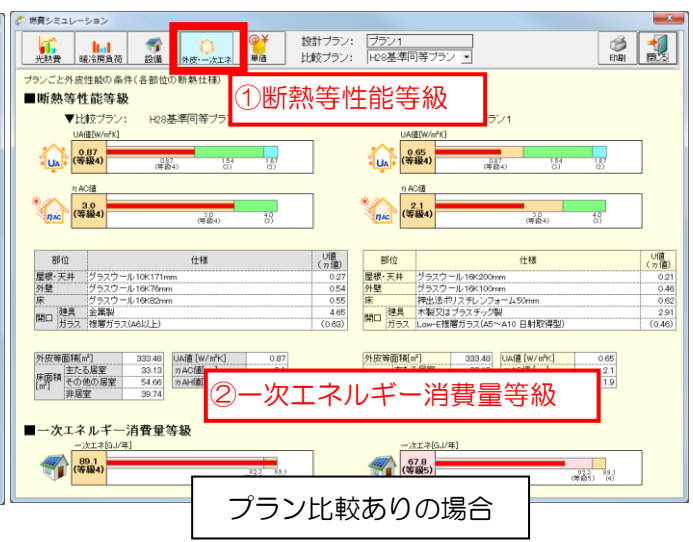 燃費シミュレーション
光熱費
暖冷房負荷
設備
外皮・一次エネ
単価
設計プラン: プラン1
比較プラン: H28基準同等プラン
印刷
閉じる
プランごと外皮性能の条件(各部位の断熱仕様)
①断熱等性能等級
■断熱等性能等級
▼比較プラン: H28基準同等プラ
ラン1
UA値[W/㎡K]
UA
0.87
(等級4)
0.87
(等級4)
1.54
(3)
1.67
(2)
UA値[W/㎡K]
UA
0.65
(等級4)
0.87
(等級4)
1.54
(3)
1.67
(2)
ηAC値
ηAC
3.0
(等級4)
3.0
(等級4)
4.0
(3)
ηAC値
ηAC
2.1
(等級4)
3.0
(等級4)
4.0
(3)
部位 仕様 U値(η値)
屋根・天井 グラスウール10K171mm 0.27
外壁 グラスウール16K76mm 0.54
床 グラスウール16K82mm 0.55
開口 建具 金属製 4.65
ガラス 複層ガラス(A6以上) (0.63)
部位 仕様 U値(η値)
屋根・天井 グラスウール16K200mm 0.21
外壁 グラスウール16K100mm 0.46
床 押出法ポリスチレンフォーム50mm 0.62
開口 建具 木製又はプラスチック製 2.91
ガラス Low-E複層ガラス(A5〜A10 日射取得型) (0.46)
外皮等面積[㎡] 333.48 UA値 [W/㎡K] 0.87
床面積[㎡] 主たる居室 33.13 ηAC値
その他の居室 54.66 ηAH値
非居室 39.74
外皮等面積[㎡] 333.48 UA値 [W/㎡K] 0.65
2.1
1.9
②一次エネルギー消費量等級
■一次エネルギー消費量等級
一次エネ[GJ/年]
89.1
(等級4)
82.3 89.1
一次エネ[GJ/年]
67.8
(等級5)
82.3
(等級5)
89.1
(4)
プラン比較ありの場合